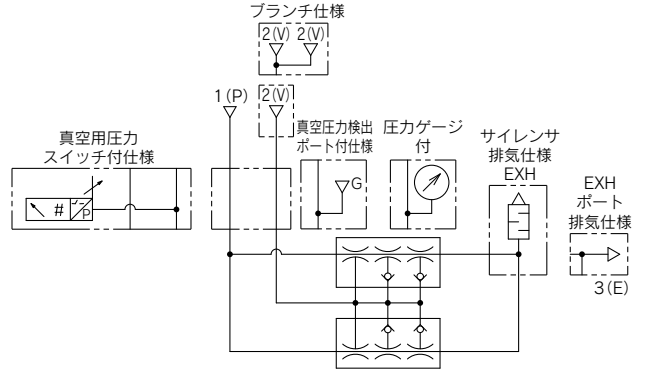 ブランチ仕様
2(V) 2(V)
1(P)
2(V)
真空用圧力
スイッチ付仕様
真空圧力検出
ポート付仕様
圧力ゲージ
付
サイレンサ
排気仕様
EXH
EXH
ポート
排気仕様
G
#
P
3(E)